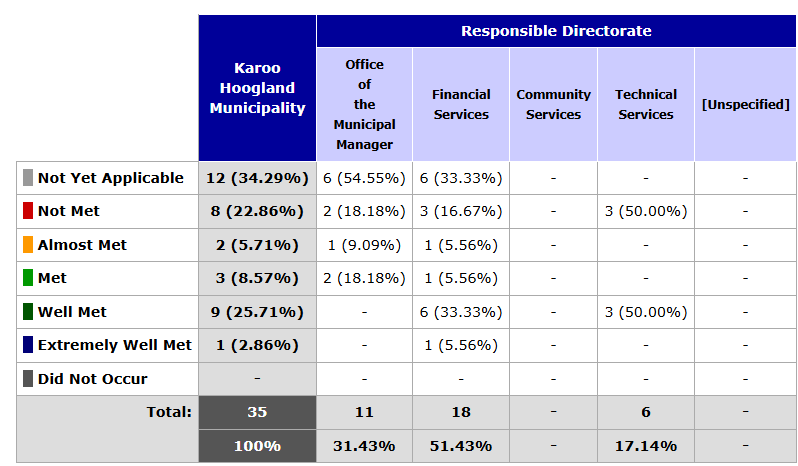 Responsible Directorate
Karoo
Hoogland
Municipality
Office
of
the
Municipal
Manager
Financial
Services
Community
Services
Technical
Services
[Unspecified]
Not Yet Applicable 12 (34.29%) 6 (54.55%) 6 (33.33%) - - -
Not Met 8 (22.86%) 2 (18.18%) 3 (16.67%) - 3 (50.00%) -
Almost Met 2 (5.71%) 1 (9.09%) 1 (5.56%) - - -
Met 3 (8.57%) 2 (18.18%) 1 (5.56%) - - -
Well Met 9 (25.71%) - 6 (33.33%) - 3 (50.00%) -
Extremely Well Met 1 (2.86%) - 1 (5.56%) - - -
Did Not Occur - - - - - -
Total: 35 11 18 - 6 -
100% 31.43% 51.43% - 17.14% -